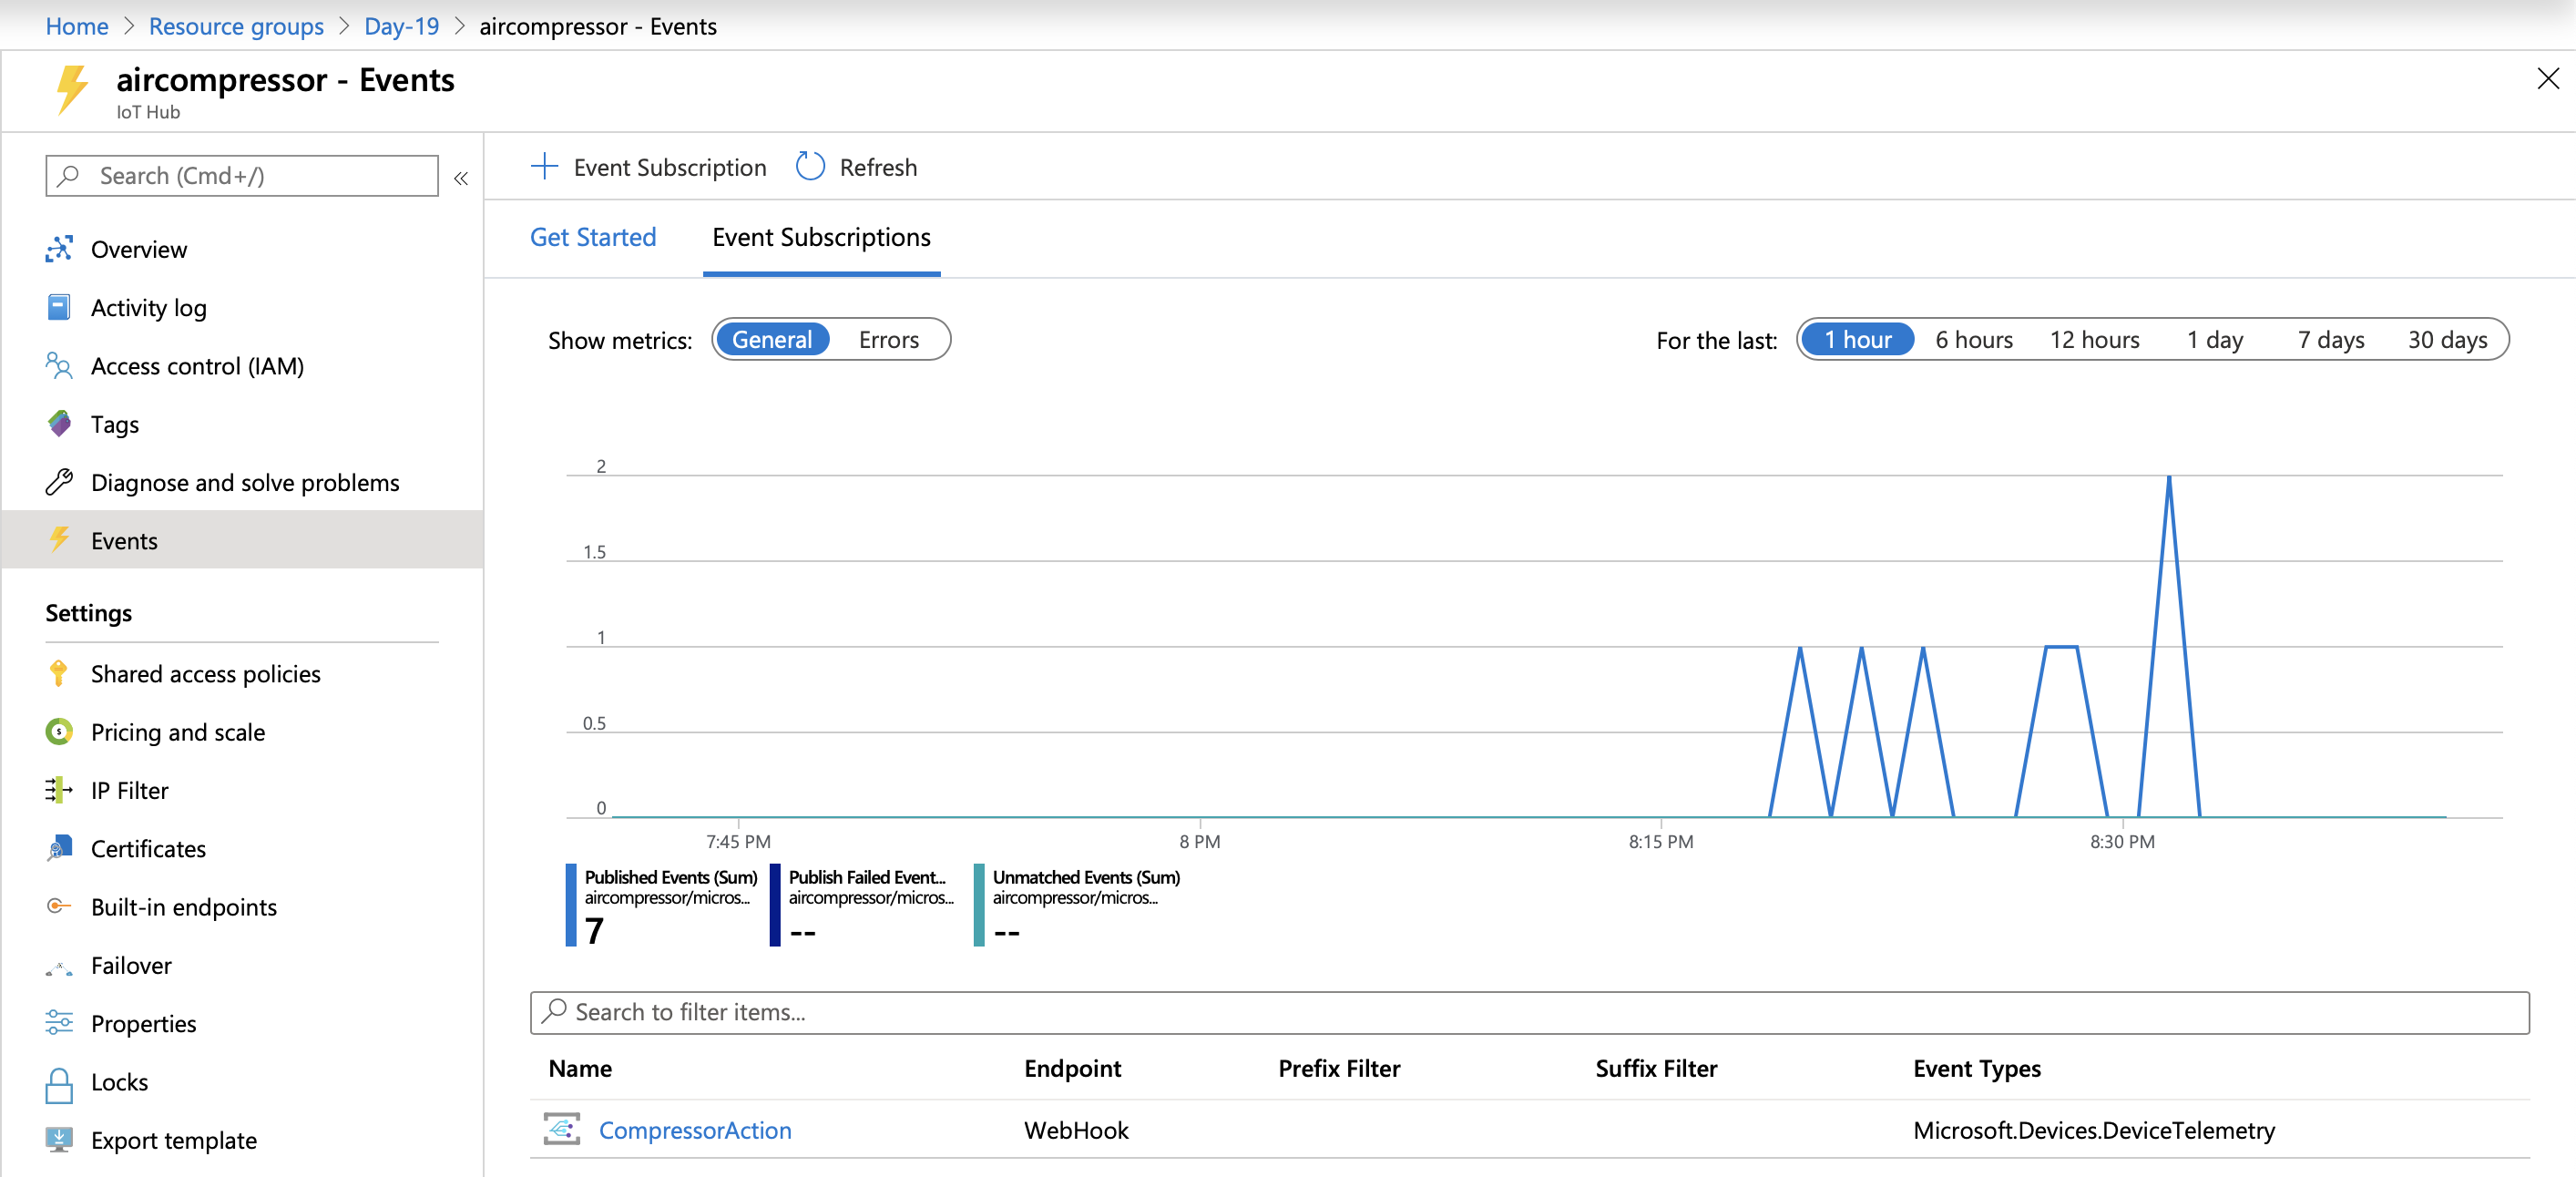 Home > Resource groups > Day-19 > aircompressor - Events
aircompressor - Events
IoT Hub
Search (Cmd+/)
«
Overview
Activity log
Access control (IAM)
Tags
Diagnose and solve problems
Events
Settings
Shared access policies
Pricing and scale
IP Filter
Certificates
Built-in endpoints
Failover
Properties
Locks
Export template
Event Subscription Refresh
Get Started Event Subscriptions
Show metrics: General Errors For the last: 1 hour 6 hours 12 hours 1 day 7 days 30 days
2
1.5
1
0.5
0
7:45 PM 8 PM 8:15 PM 8:30 PM
Published Events (Sum) Publish Failed Event... Unmatched Events (Sum)
aircompressor/micros... aircompressor/micros... aircompressor/micros...
7 -- --
Search to filter items...
Name Endpoint Prefix Filter Suffix Filter Event Types
CompressorAction WebHook Microsoft.Devices.DeviceTelemetry